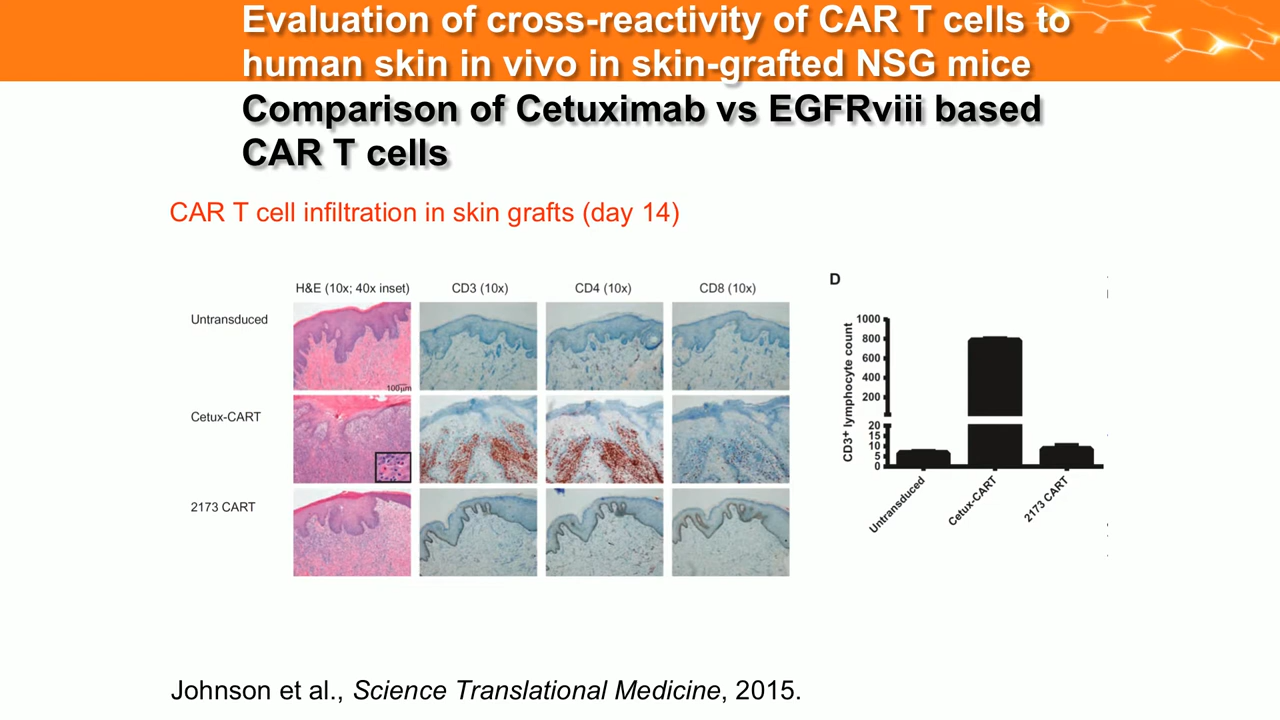 Evaluation of cross-reactivity of CAR T cells to
human skin in vivo in skin-grafted NSG mice
Comparison of Cetuximab vs EGFRviii based
CAR T cells
CAR T cell infiltration in skin grafts (day 14)
H&E (10x; 40x inset)
CD3 (10x)
CD4 (10x)
CD8 (10x)
Untransduced
100µm
Cetux-CART
2173 CART
D
CD3+ lymphocyte count
1000
800
600
400
200
20
15
10
5
0
Untransduced
Cetux-CART
2173 CART
Johnson et al., Science Translational Medicine, 2015.